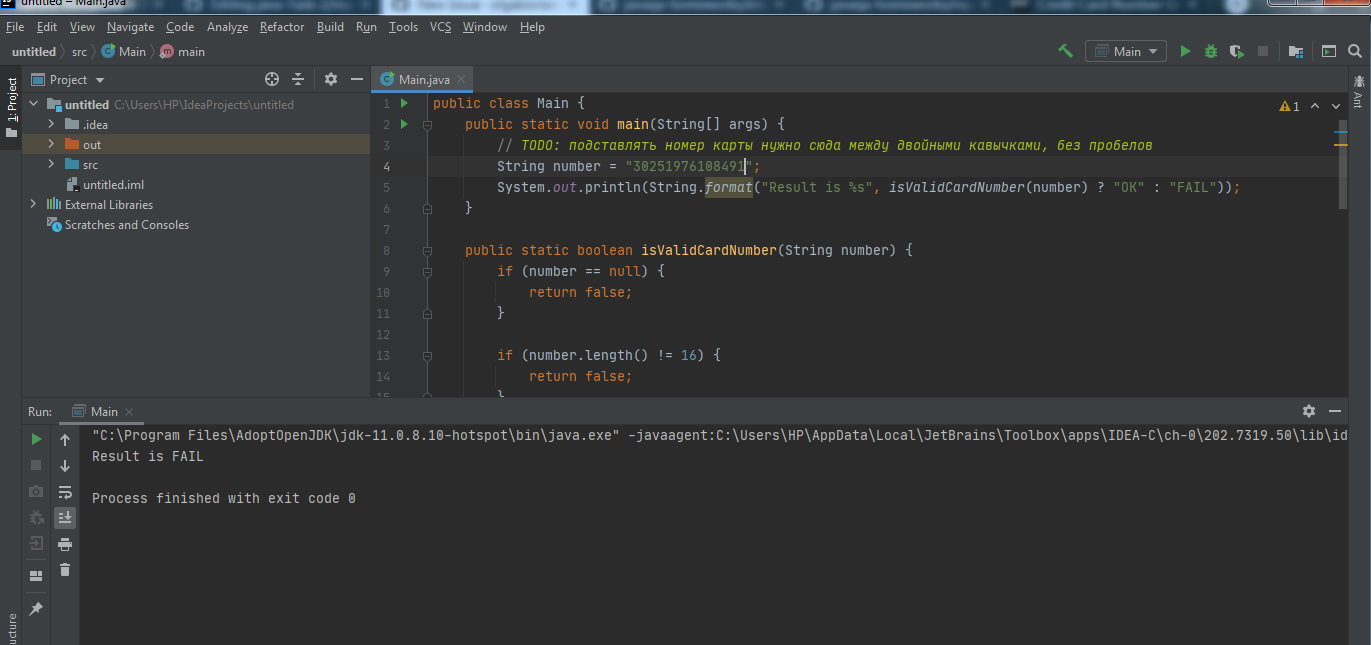 untitled – Main.java
File Edit View Navigate Code Analyze Refactor Build Run Tools VCS Window Help
untitled src Main main
Main
1: Project
Project
untitled C:\Users\HP\IdeaProjects\untitled
.idea
out
src
untitled.iml
External Libraries
Scratches and Consoles
Main.java
Ant
1
1 public class Main {
2 public static void main(String[] args) {
3 // TODO: подставлять номер карты нужно сюда между двойными кавычками, без пробелов
4 String number = "30251976108491";
5 System.out.println(String.format("Result is %s", isValidCardNumber(number) ? "OK" : "FAIL"));
6 }
7
8 public static boolean isValidCardNumber(String number) {
9 if (number == null) {
10 return false;
11 }
12
13 if (number.length() != 16) {
14 return false;
15 }
Run: Main
"C:\Program Files\AdoptOpenJDK\jdk-11.0.8.10-hotspot\bin\java.exe" -javaagent:C:\Users\HP\AppData\Local\JetBrains\Toolbox\apps\IDEA-C\ch-0\202.7319.50\lib\id
Result is FAIL
Process finished with exit code 0
ucture